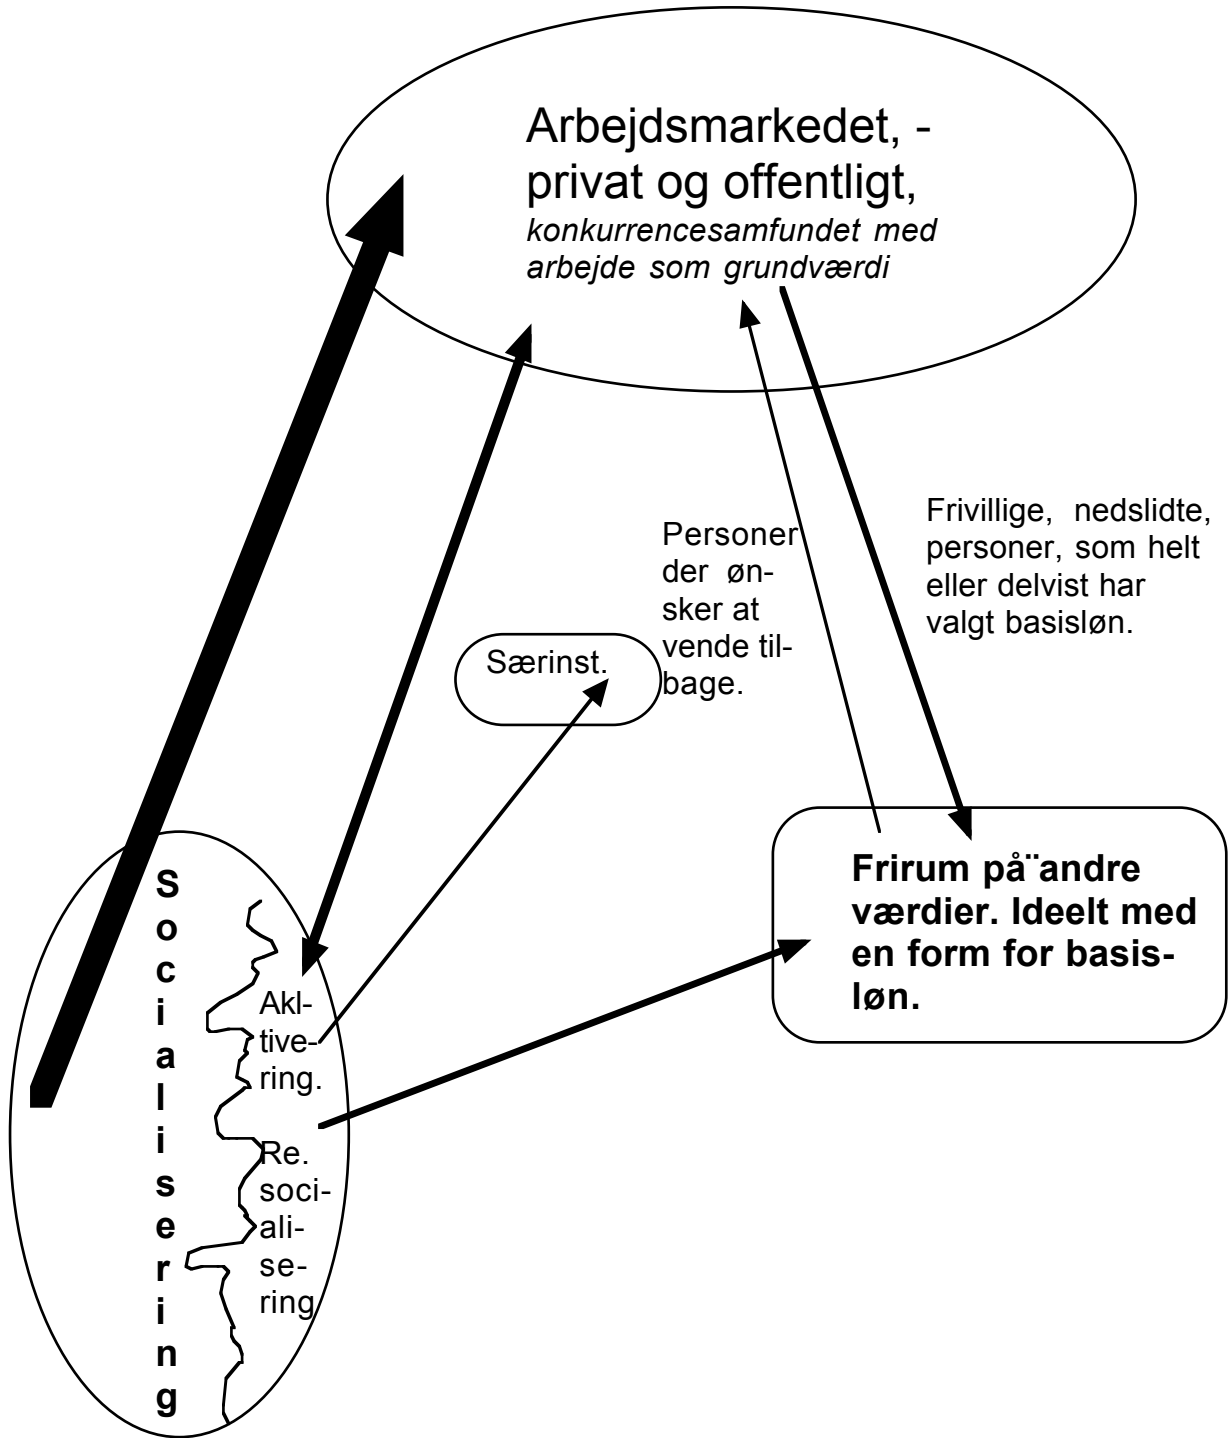 Arbejdsmarkedet, -
privat og offentligt,
konkurrencesamfundet med
arbejde som grundværdi
Frivillige, nedslidte,
personer, som helt
eller delvist har
valgt basisløn.
Personer
der øn-
sker at
vende til-
bage.
Særinst.
Frirum på¨andre
værdier. Ideelt med
en form for basis-
løn.
S
o
c
i
a
l
i
s
e
r
i
n
g
Akl-
tive-
ring.
Re.
soci-
ali-
se-
ring